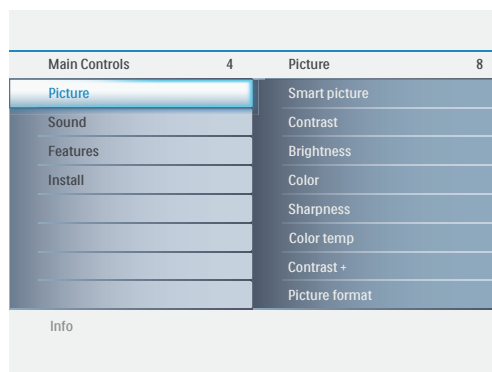 Main Controls 4 Picture 8
Picture Smart picture
Sound Contrast
Features Brightness
Install Color
Sharpness
Color temp
Contrast +
Picture format
Info